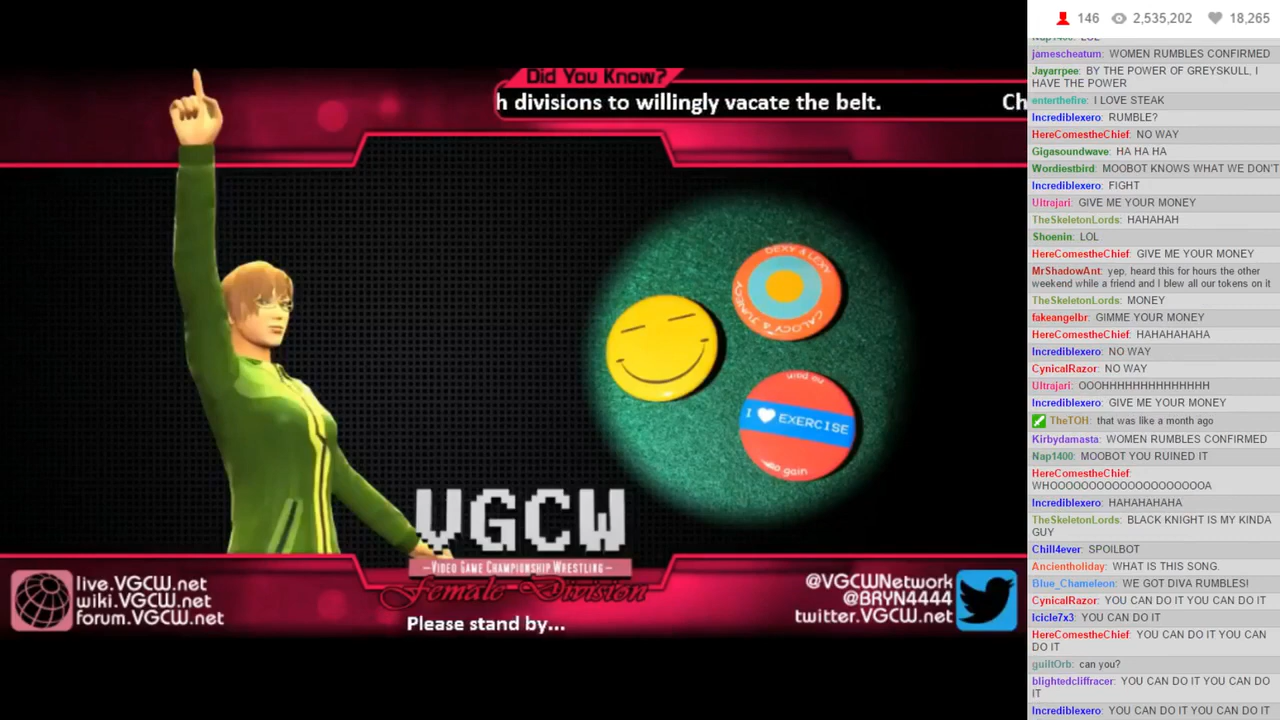 146 2,535,202 18,265
Did You Know?
h divisions to willingly vacate the belt. Ch
DEXY & LEXY
I ♥ EXERCISE
no pain
no gain
VGCW
–VIDEO GAME CHAMPIONSHIP WRESTLING–
Female Division
Please stand by...
live.VGCW.net
wiki.VGCW.net
forum.VGCW.net
@VGCWNetwork
@BRYN4444
twitter.VGCW.net
jamescheatum: WOMEN RUMBLES CONFIRMED
Jayarrpee: BY THE POWER OF GREYSKULL, I
HAVE THE POWER
enterthefire: I LOVE STEAK
Incrediblexero: RUMBLE?
HereComestheChief: NO WAY
Gigasoundwave: HA HA HA
Wordiestbird: MOOBOT KNOWS WHAT WE DON'T
Incrediblexero: FIGHT
Ultrajari: GIVE ME YOUR MONEY
TheSkeletonLords: HAHAHAH
Shoenin: LOL
HereComestheChief: GIVE ME YOUR MONEY
MrShadowAnt: yep. heard this for hours the other
weekend while a friend and I blew all our tokens on it
TheSkeletonLords: MONEY
fakeangelbr: GIMME YOUR MONEY
HereComestheChief: HAHAHAHAHA
Incrediblexero: NO WAY
CynicalRazor: NO WAY
Ultrajari: OOOHHHHHHHHHHHHHH
Incrediblexero: GIVE ME YOUR MONEY
TheTOH: that was like a month ago
Kirbydamasta: WOMEN RUMBLES CONFIRMED
Nap1400: MOOBOT YOU RUINED IT
HereComestheChief:
WHOOOOOOOOOOOOOOOOOOOOA
Incrediblexero: HAHAHAHAHA
TheSkeletonLords: BLACK KNIGHT IS MY KINDA
GUY
Chill4ever: SPOILBOT
Ancientholiday: WHAT IS THIS SONG.
Blue_Chameleon: WE GOT DIVA RUMBLES!
CynicalRazor: YOU CAN DO IT YOU CAN DO IT
Icicle7x3: YOU CAN DO IT
HereComestheChief: YOU CAN DO IT YOU CAN
DO IT
guiltOrb: can you?
blightedcliffracer: YOU CAN DO IT YOU CAN DO
IT
Incrediblexero: YOU CAN DO IT YOU CAN DO IT